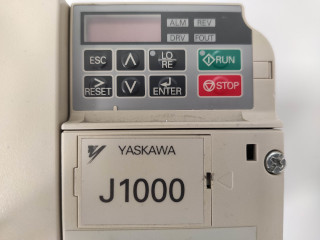 ALM REV
DRV FOUT
ESC LO RE RUN
RESET ENTER STOP
YASKAWA
J1000